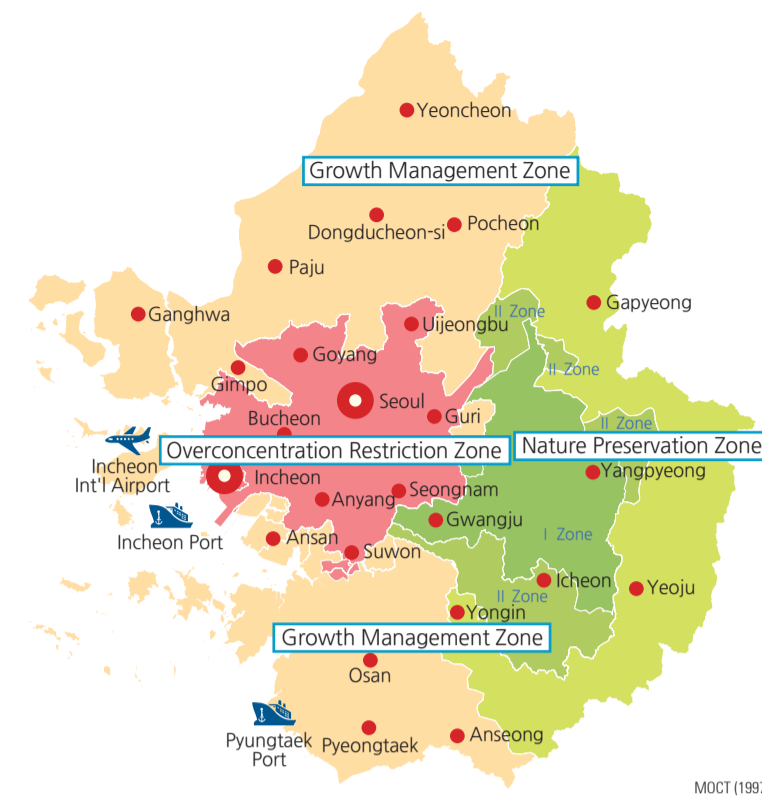 Yeoncheon
Growth Management Zone
Dongducheon-si
Pocheon
Paju
Ganghwa
Gapyeong
II Zone
Uijeongbu
Goyang
II Zone
Gimpo
Seoul
Bucheon
Guri
II Zone
Overconcentration Restriction Zone
Nature Preservation Zone
Incheon
Int'l Airport
Incheon
Yangpyeong
Anyang
Seongnam
Gwangju
Incheon Port
Ansan
I Zone
Suwon
Icheon
Yeoju
II Zone
Yongin
Growth Management Zone
Osan
Pyungtaek
Port
Pyeongtaek
Anseong
MOCT (1997